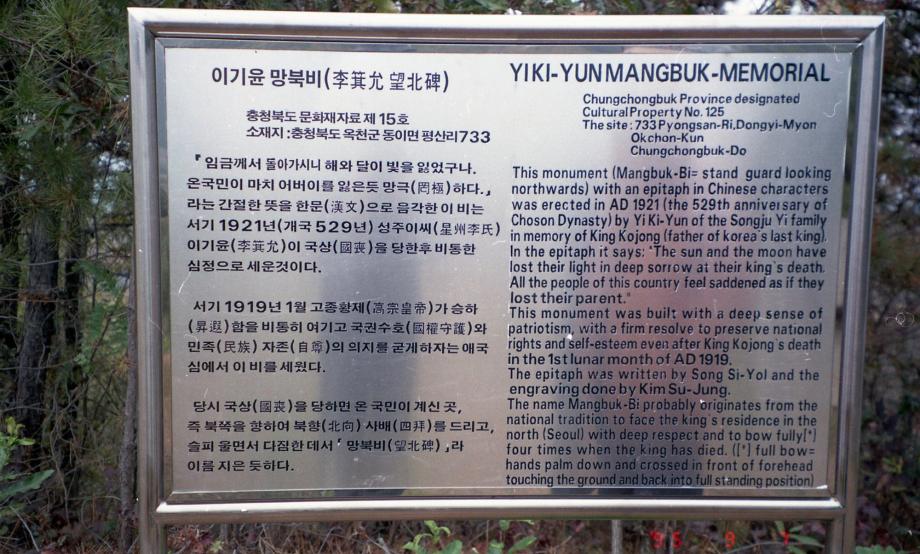 이기윤 망북비(李箕允 望北碑)
충청북도 문화재자료 제 15호
소재지 : 충청북도 옥천군 동이면 평산리 733
『임금께서 돌아가시니 해와 달이 빛을 잃었구나.
온국민이 마치 어버이를 잃은듯 망극(罔極)하다.』
라는 간절한 뜻을 한문(漢文)으로 음각한 이 비는
서기 1921년(개국 529년) 성주이씨(星州李氏)
이기윤(李箕允)이 국상(國喪)을 당한후 비통한
심정으로 세운것이다.
서기 1919년 1월 고종황제(高宗皇帝)가 승하
(昇遐)함을 비통히 여기고 국권수호(國權守護)와
민족(民族) 자존(自尊)의 의지를 굳게하자는 애국
심에서 이 비를 세웠다.
당시 국상(國喪)을 당하면 온 국민이 계신 곳,
즉 북쪽을 향하여 북향(北向) 사배(四拜)를 드리고,
슬피 울면서 다짐한 데서 「망북비(望北碑)」라
이름 지은 듯하다.
YI KI-YUN MANGBUK-MEMORIAL
Chungchongbuk Province designated
Cultural Property No. 125
The site : 733 Pyongsan-Ri, Dongyi-Myon
Okchon-Kun
Chungchongbuk-Do
This monument (Mangbuk-Bi= stand guard looking
northwards) with an epitaph in Chinese characters
was erected in AD 1921 (the 529th anniversary of
Choson Dynasty) by Yi Ki-Yun of the Songju Yi family
in memory of King Kojong (father of korea's last king).
In the epitaph it says: "The sun and the moon have
lost their light in deep sorrow at their king's death.
All the people of this country feel saddened as if they
lost their parent."
This monument was built with a deep sense of
patriotism, with a firm resolve to preserve national
rights and self-esteem even after King Kojong's death
in the 1st lunar month of AD 1919.
The epitaph was written by Song Si-Yol and the
engraving done by Kim Su-Jung.
The name Mangbuk-Bi probably originates from the
national tradition to face the king's residence in the
north (Seoul) with deep respect and to bow fully[*]
four times when the king has died. ([*] full bow=
hands palm down and crossed in front of forehead
touching the ground and back into full standing position)